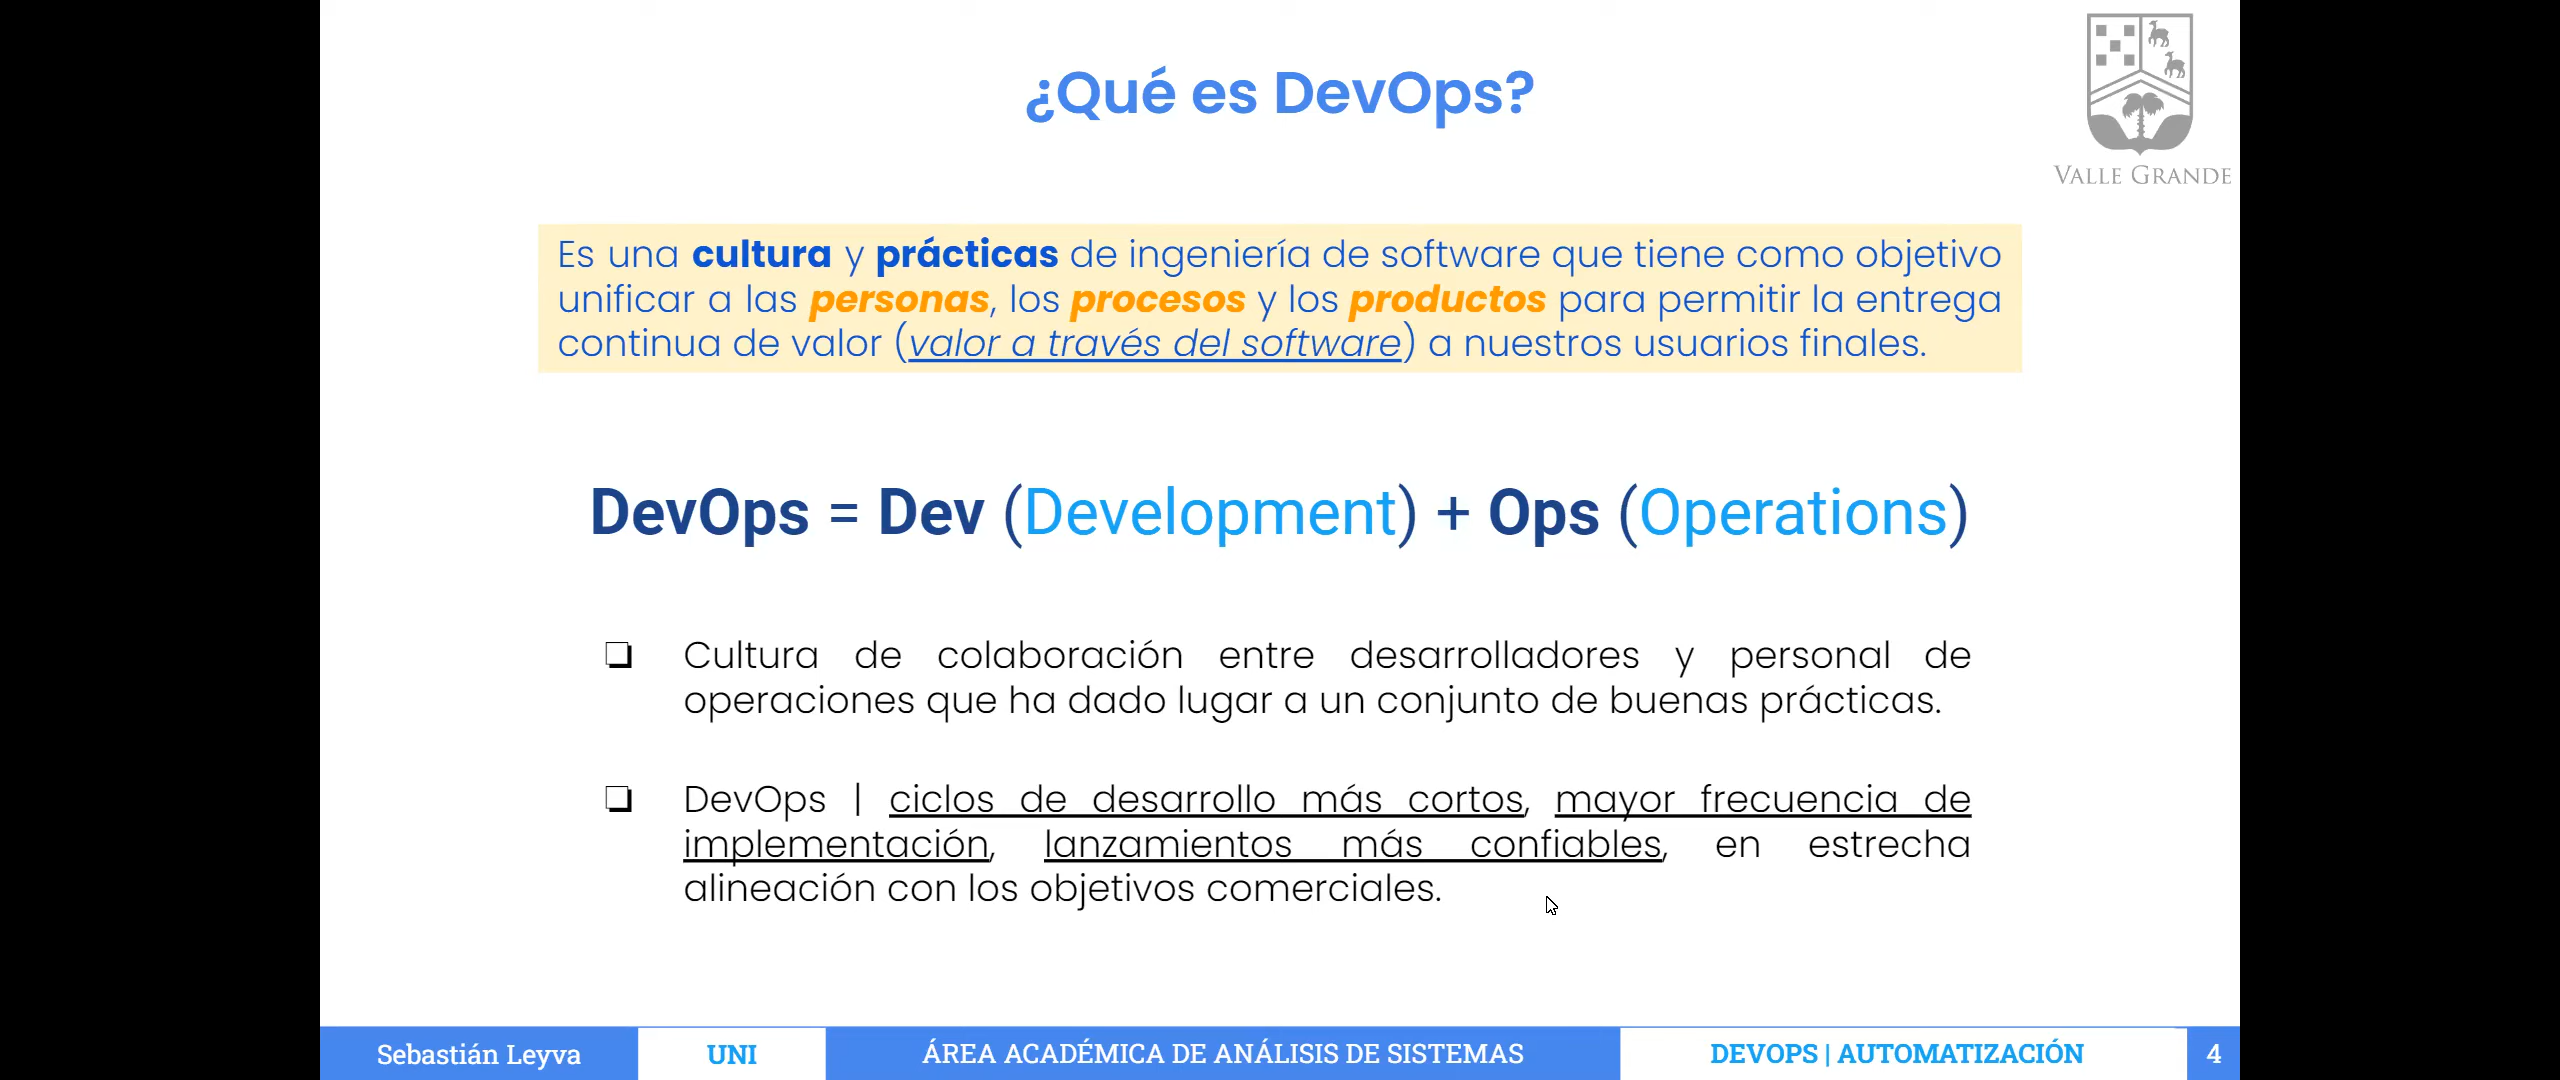 ¿Qué es DevOps?
VALLE GRANDE
Es una cultura y prácticas de ingeniería de software que tiene como objetivo
unificar a las personas, los procesos y los productos para permitir la entrega
continua de valor (valor a través del software) a nuestros usuarios finales.
DevOps = Dev (Development) + Ops (Operations)
❏ Cultura de colaboración entre desarrolladores y personal de
operaciones que ha dado lugar a un conjunto de buenas prácticas.
❏ DevOps | ciclos de desarrollo más cortos, mayor frecuencia de
implementación, lanzamientos más confiables, en estrecha
alineación con los objetivos comerciales.
Sebastián Leyva UNI ÁREA ACADÉMICA DE ANÁLISIS DE SISTEMAS DEVOPS | AUTOMATIZACIÓN 4